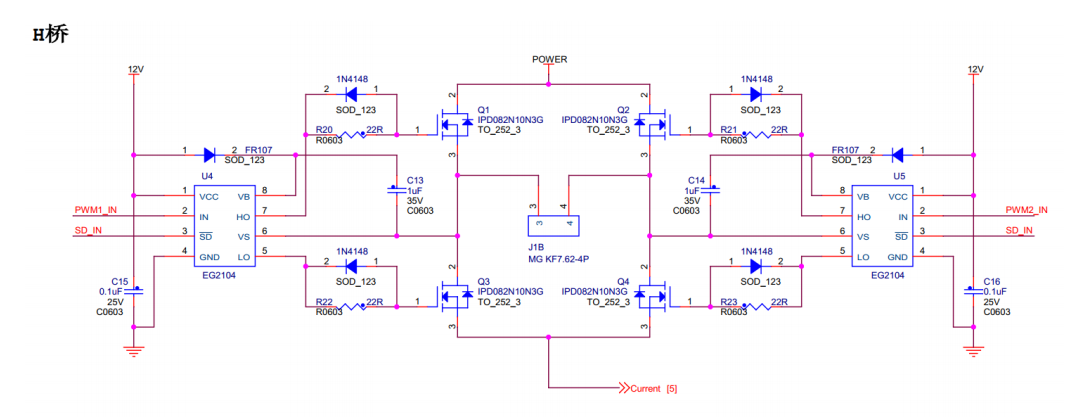 H桥
POWER
12V
12V
1N4148
1N4148
2
1
1
2
SOD_123
SOD_123
Q1
Q2
IPD082N10N3G
IPD082N10N3G
TO_252_3
TO_252_3
2
2
1
1
3
3
R20
22R
R0603
R21
22R
R0603
1
2
FR107
SOD_123
FR107
2
1
SOD_123
U4
U5
C13
1uF
35V
C0603
C14
1uF
35V
C0603
1
VCC
VB
8
8
VB
VCC
1
PWM1_IN
2
IN
HO
7
7
HO
IN
2
PWM2_IN
SD_IN
3
SD
VS
6
6
VS
SD
3
SD_IN
4
GND
LO
5
5
LO
GND
4
EG2104
EG2104
3
4
3
4
J1B
MG KF7.62-4P
1N4148
1N4148
2
1
1
2
SOD_123
SOD_123
Q3
Q4
IPD082N10N3G
IPD082N10N3G
TO_252_3
TO_252_3
2
2
1
1
3
3
R22
22R
R0603
R23
22R
R0603
C15
0.1uF
25V
C0603
C16
0.1uF
25V
C0603
Current [5]